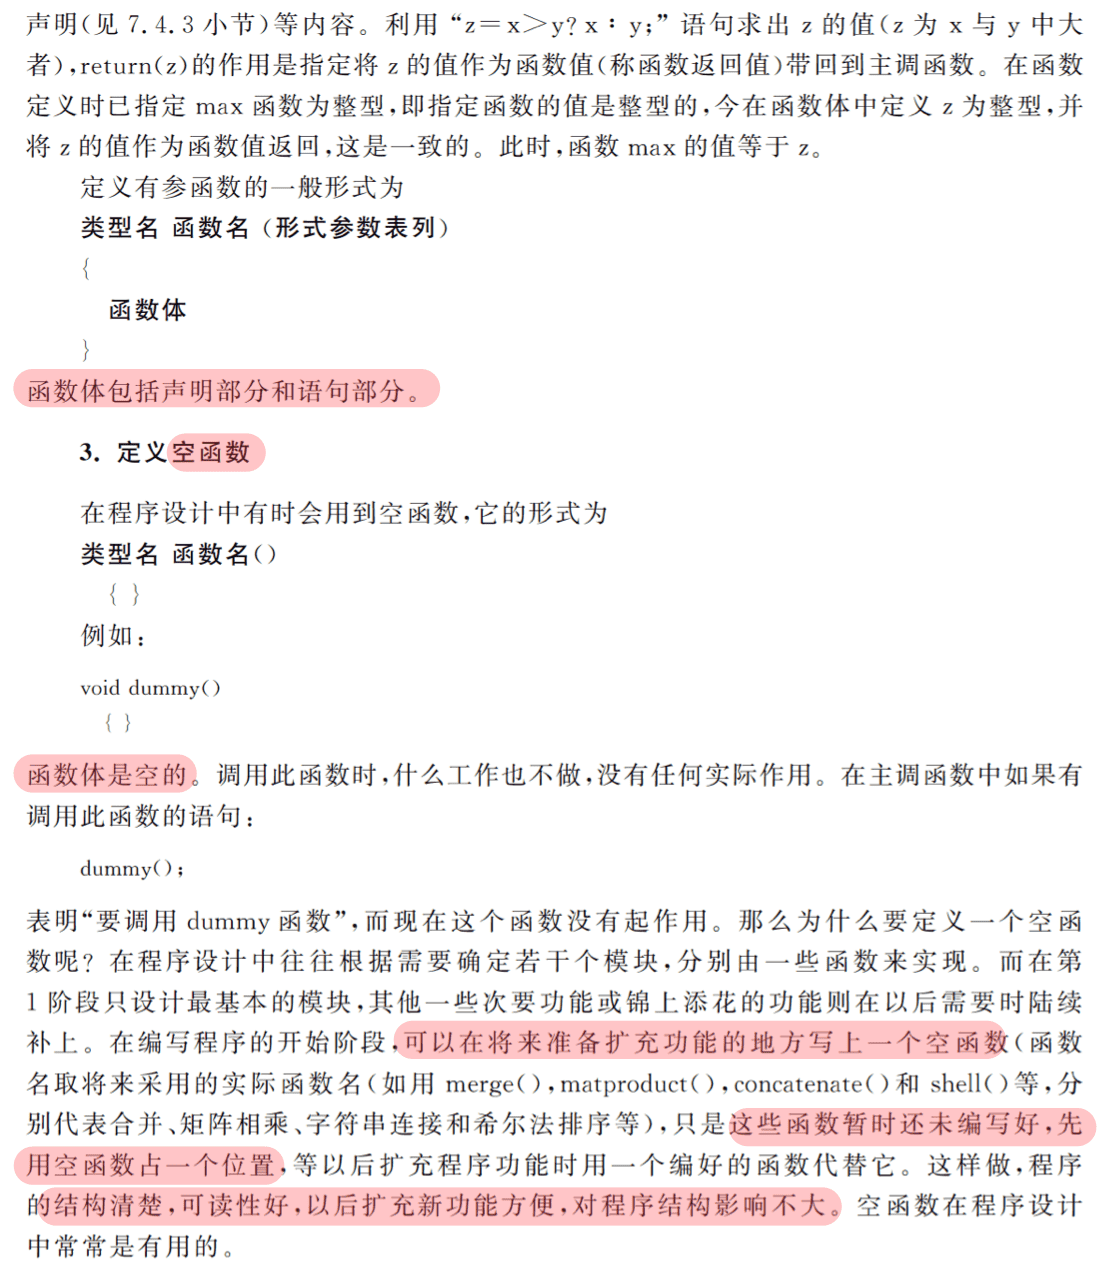 声明(见 7.4.3 小节)等内容。利用“z=x>y?x:y;”语句求出 z 的值(z 为 x 与 y 中大
者),return(z)的作用是指定将 z 的值作为函数值(称函数返回值)带回到主调函数。在函数
定义时已指定 max 函数为整型,即指定函数的值是整型的,今在函数体中定义 z 为整型,并
将 z 的值作为函数值返回,这是一致的。此时,函数 max 的值等于 z。
定义有参函数的一般形式为
类型名 函数名 (形式参数表列)
{
函数体
}
函数体包括声明部分和语句部分。
3. 定义空函数
在程序设计中有时会用到空函数,它的形式为
类型名 函数名()
{ }
例如:
void dummy()
{ }
函数体是空的。调用此函数时,什么工作也不做,没有任何实际作用。在主调函数中如果有
调用此函数的语句:
dummy();
表明“要调用 dummy 函数”,而现在这个函数没有起作用。那么为什么要定义一个空函
数呢? 在程序设计中往往根据需要确定若干个模块,分别由一些函数来实现。而在第
1 阶段只设计最基本的模块,其他一些次要功能或锦上添花的功能则在以后需要时陆续
补上。在编写程序的开始阶段,可以在将来准备扩充功能的地方写上一个空函数(函数
名取将来采用的实际函数名(如用 merge(),matproduct(),concatenate()和 shell()等,分
别代表合并、矩阵相乘、字符串连接和希尔法排序等),只是这些函数暂时还未编写好,先
用空函数占一个位置,等以后扩充程序功能时用一个编好的函数代替它。这样做,程序
的结构清楚,可读性好,以后扩充新功能方便,对程序结构影响不大。空函数在程序设计
中常常是有用的。